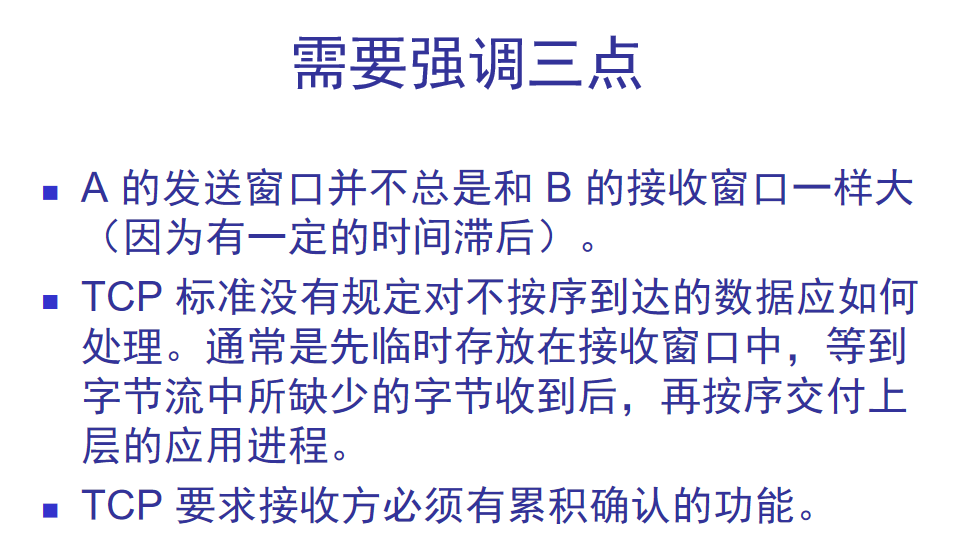 需要强调三点
■ A 的发送窗口并不总是和 B 的接收窗口一样大
（因为有一定的时间滞后）。
■ TCP 标准没有规定对不按序到达的数据应如何
处理。通常是先临时存放在接收窗口中，等到
字节流中所缺少的字节收到后，再按序交付上
层的应用进程。
■ TCP 要求接收方必须有累积确认的功能。